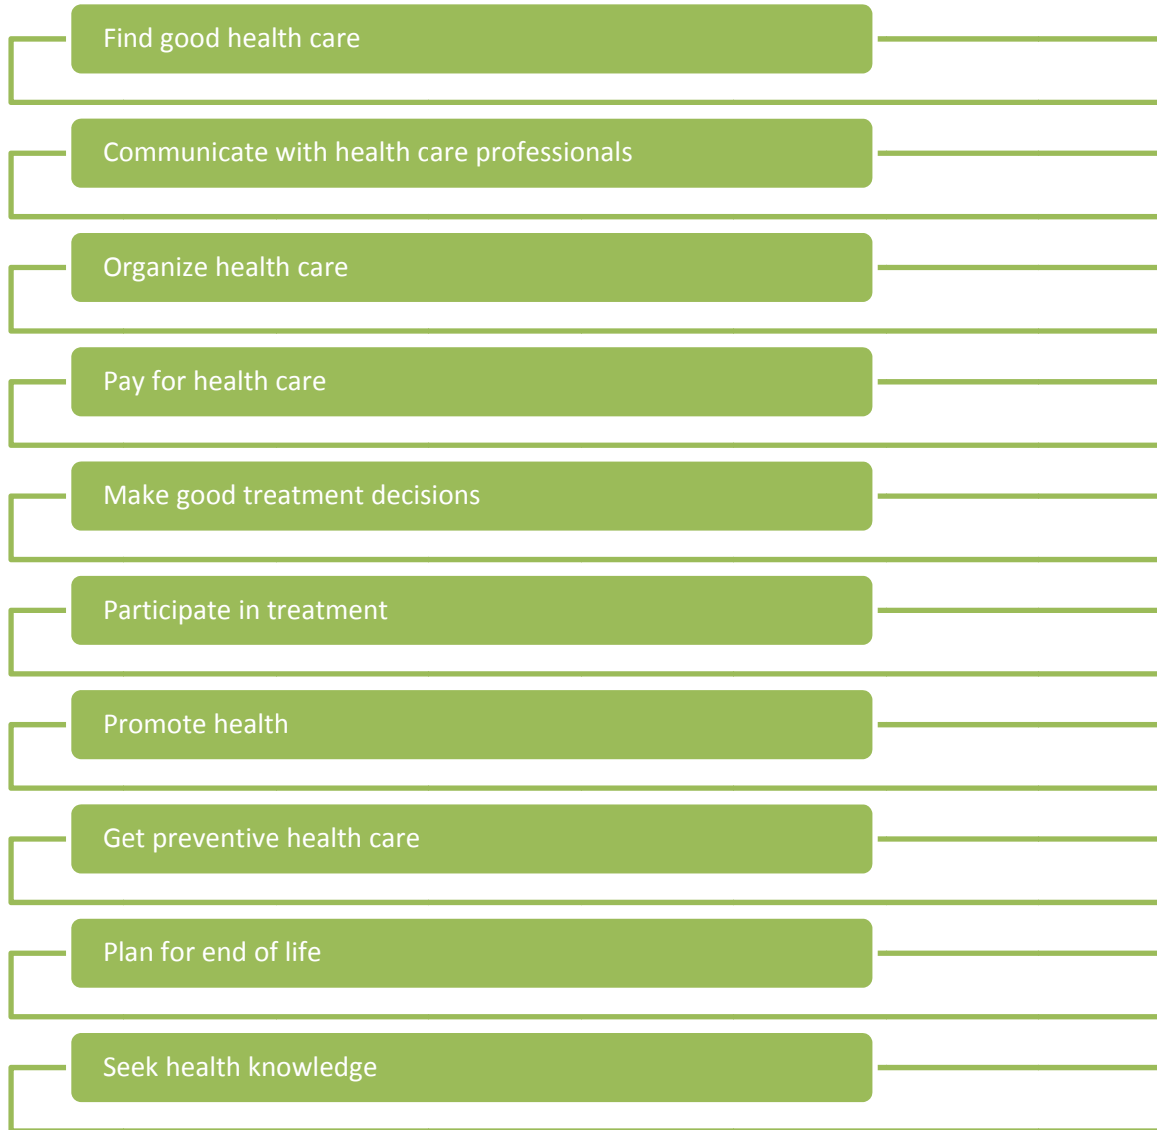 Find good health care
Communicate with health care professionals
Organize health care
Pay for health care
Make good treatment decisions
Participate in treatment
Promote health
Get preventive health care
Plan for end of life
Seek health knowledge